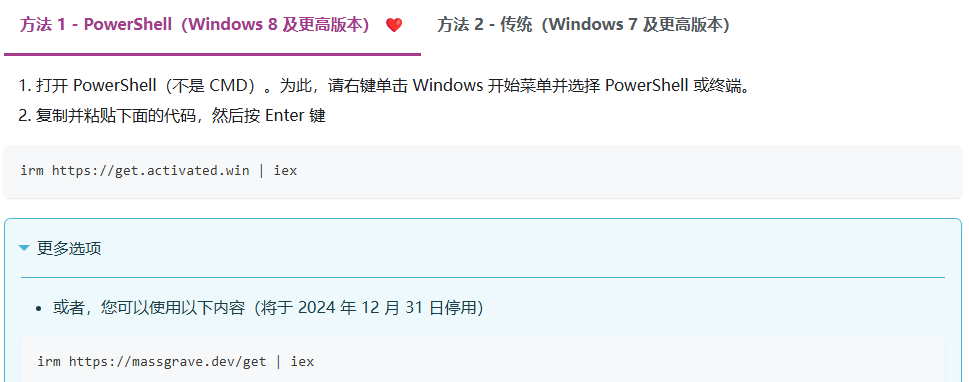 方法 1 - PowerShell（Windows 8 及更高版本） 方法 2 - 传统（Windows 7 及更高版本）
1. 打开 PowerShell（不是 CMD）。为此，请右键单击 Windows 开始菜单并选择 PowerShell 或终端。
2. 复制并粘贴下面的代码，然后按 Enter 键
irm https://get.activated.win | iex
更多选项
• 或者，您可以使用以下内容（将于 2024 年 12 月 31 日停用）
irm https://massgrave.dev/get | iex